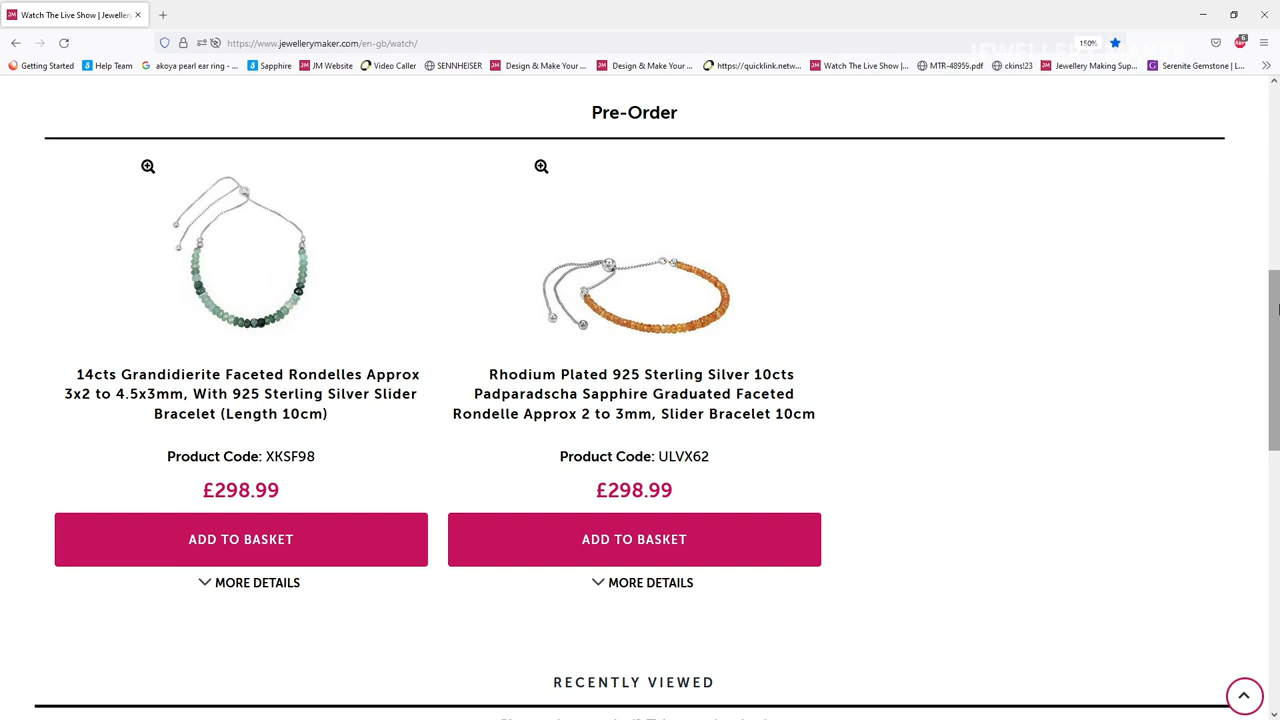 Watch The Live Show | Jewellery
https://www.jewellerymaker.com/en-gb/watch/
150%
6
Getting Started
Help Team
akoya pearl ear ring - ...
Sapphire
JM Website
Video Caller
SENNHEISER
Design & Make Your ...
Design & Make Your ...
https://quicklink.netw...
Watch The Live Show |...
MTR-48959.pdf
ckins!23
Jewellery Making Sup...
Serenite Gemstone | L...
Pre-Order
14cts Grandidierite Faceted Rondelles Approx
3x2 to 4.5x3mm, With 925 Sterling Silver Slider
Bracelet (Length 10cm)
Product Code: XKSF98
£298.99
ADD TO BASKET
MORE DETAILS
Rhodium Plated 925 Sterling Silver 10cts
Padparadscha Sapphire Graduated Faceted
Rondelle Approx 2 to 3mm, Slider Bracelet 10cm
Product Code: ULVX62
£298.99
ADD TO BASKET
MORE DETAILS
RECENTLY VIEWED